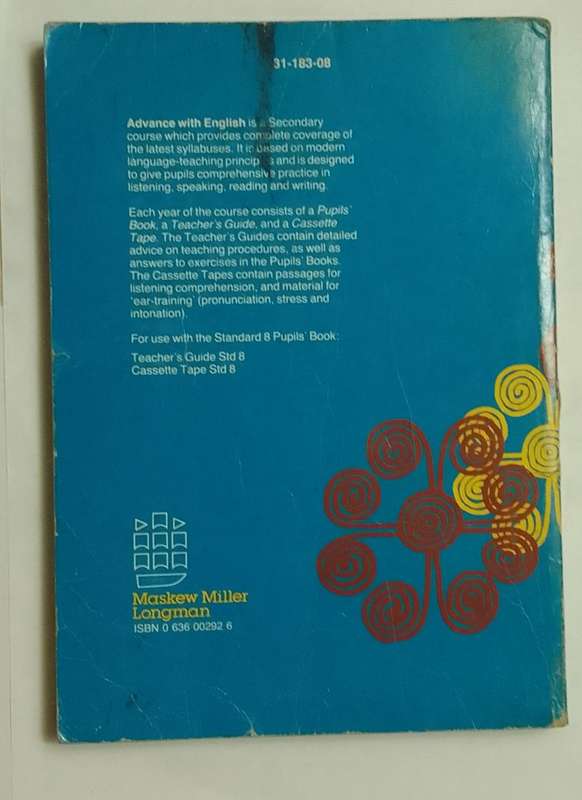 31-183-08
Advance with English is a Secondary
course which provides complete coverage of
the latest syllabuses. It is based on modern
language-teaching principles and is designed
to give pupils comprehensive practice in
listening, speaking, reading and writing.
Each year of the course consists of a Pupils'
Book, a Teacher's Guide, and a Cassette
Tape. The Teacher's Guides contain detailed
advice on teaching procedures, as well as
answers to exercises in the Pupils' Books.
The Cassette Tapes contain passages for
listening comprehension, and material for
'ear-training' (pronunciation, stress and
intonation).
For use with the Standard 8 Pupils' Book:
Teacher's Guide Std 8
Cassette Tape Std 8
Maskew Miller
Longman
ISBN 0 636 00292 6